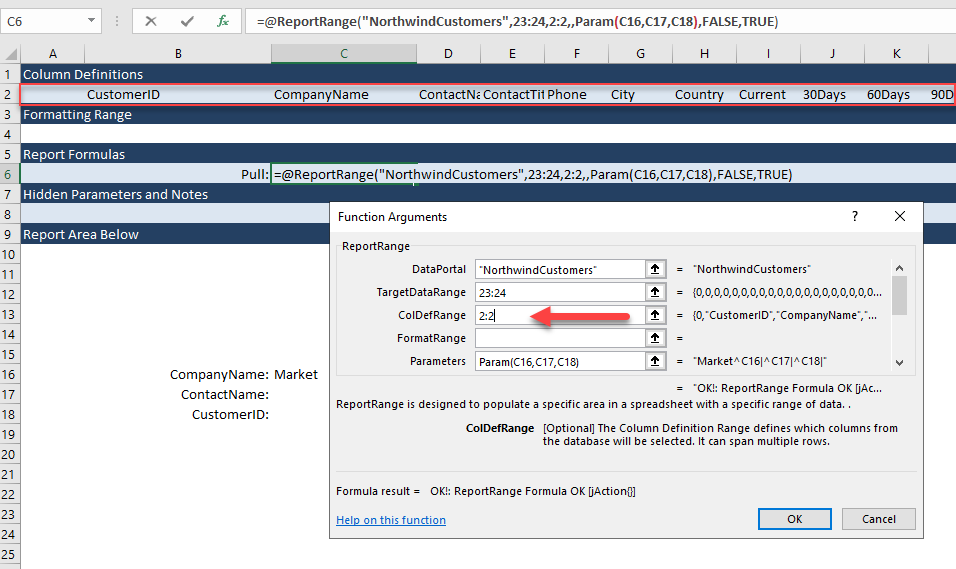 C6 fx =@ReportRange("NorthwindCustomers",23:24,2:2,,Param(C16,C17,C18),FALSE,TRUE)
A B C D E F G H I J K
1 Column Definitions
2 CustomerID CompanyName ContactNa ContactTit Phone City Country Current 30Days 60Days 90D
3 Formatting Range
4
5 Report Formulas
6 Pull: =@ReportRange("NorthwindCustomers",23:24,2:2,,Param(C16,C17,C18),FALSE,TRUE)
7 Hidden Parameters and Notes
8
9 Report Area Below
10
11
12
13
14
15
16 CompanyName: Market
17 ContactName:
18 CustomerID:
19
20
21
22
23
24
25
Function Arguments ?
ReportRange
DataPortal "NorthwindCustomers" = "NorthwindCustomers"
TargetDataRange 23:24 = {0,0,0,0,0,0,0,0,0,0,0,0,0,0,0,0,0,0,0,0,0...
ColDefRange 2:2 = {0,"CustomerID","CompanyName","...
FormatRange =
Parameters Param(C16,C17,C18) = "Market^C16|^C17|^C18|"
= "OK!: ReportRange Formula OK [jAc...
ReportRange is designed to populate a specific area in a spreadsheet with a specific range of data. .
ColDefRange [Optional] The Column Definition Range defines which columns from
the database will be selected. It can span multiple rows.
Formula result = OK!: ReportRange Formula OK [jAction{}]
Help on this function OK Cancel